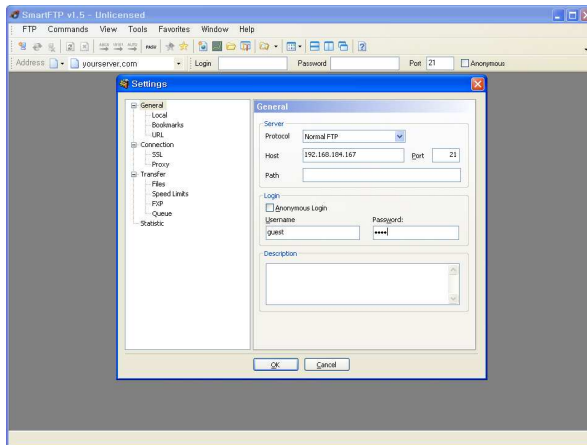 SmartFTP v1.5 - Unlicensed
FTP Commands View Tools Favorites Window Help
Address yourserver.com Login Password Port 21 Anonymous
Settings
General
Local
Bookmarks
URL
Connection
SSL
Proxy
Transfer
Files
Speed Limits
FXP
Queue
Statistic
General
Server
Protocol Normal FTP
Host 192.168.184.167 Port 21
Path
Login
Anonymous Login
Username Password:
guest ••••
Description
OK Cancel